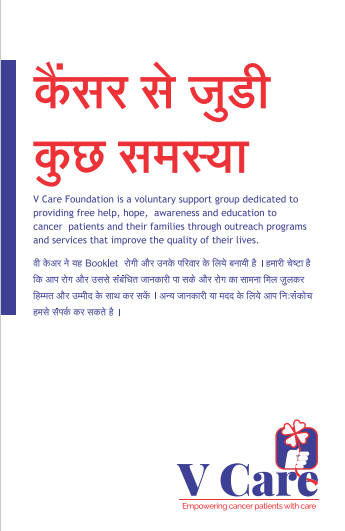 कैंसर से जुडी
कुछ समस्या
V Care Foundation is a voluntary support group dedicated to
providing free help, hope, awareness and education to
cancer patients and their families through outreach programs
and services that improve the quality of their lives.
वी केअर ने यह Booklet रोगी और उनके परिवार के लिये बनायी है । हमारी चेष्टा है
कि आप रोग और उससे संबंधित जानकारी पा सके और रोग का सामना मिल जुलकर
हिम्मत और उम्मीद के साथ कर सकें । अन्य जानकारी या मदद के लिये आप नि:संकोच
हमसे संपर्क कर सकते है ।
V Care
Empowering cancer patients with care